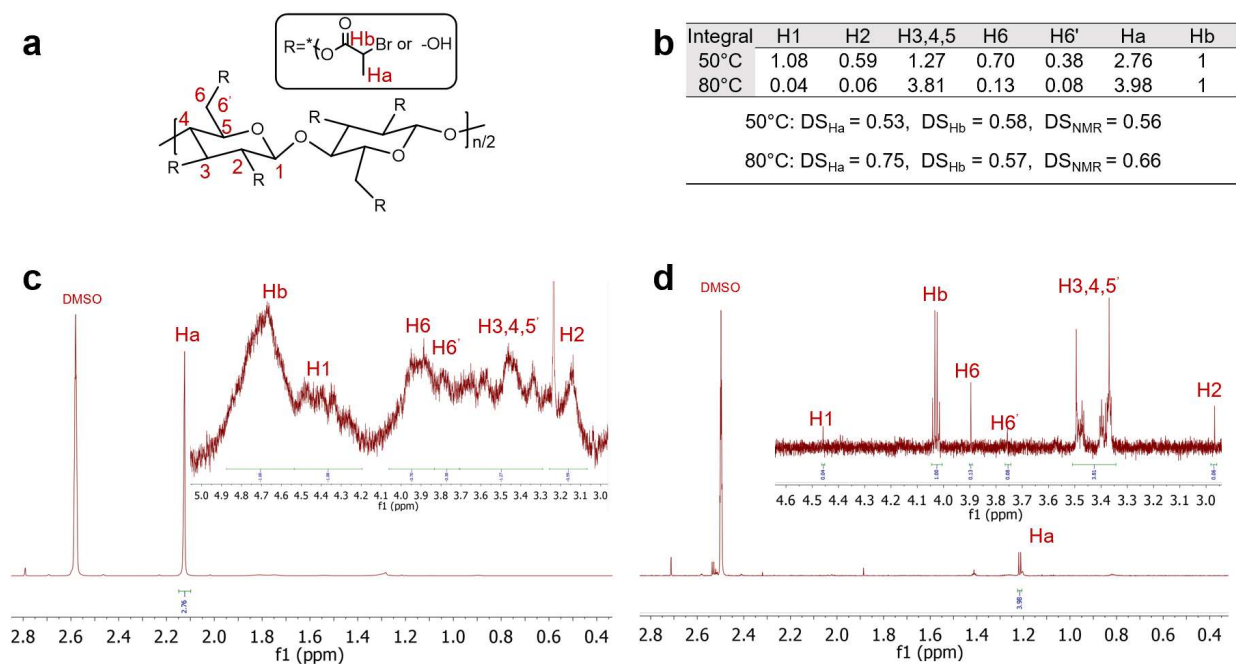 a
R=*
O
O
Hb
Br or -OH
Ha
R
6
6'
4
5
O
R
R
O
O
R
3
2
R
1
O
R
n/2
b
Integral H1 H2 H3,4,5 H6 H6' Ha Hb
50°C 1.08 0.59 1.27 0.70 0.38 2.76 1
80°C 0.04 0.06 3.81 0.13 0.08 3.98 1
50°C: DSHa = 0.53, DSHb = 0.58, DSNMR = 0.56
80°C: DSHa = 0.75, DSHb = 0.57, DSNMR = 0.66
c
DMSO
Ha
Hb
H1
H6
H6'
H3,4,5'
H2
5.0 4.9 4.8 4.7 4.6 4.5 4.4 4.3 4.2 4.1 4.0 3.9 3.8 3.7 3.6 3.5 3.4 3.3 3.2 3.1 3.0
f1 (ppm)
2.76
2.8 2.6 2.4 2.2 2.0 1.8 1.6 1.4 1.2 1.0 0.8 0.6 0.4
f1 (ppm)
d
DMSO
H1
Hb
H6
H6'
H3,4,5'
H2
0.04 1.00 0.13 0.08 3.81 0.06
4.6 4.5 4.4 4.3 4.2 4.1 4.0 3.9 3.8 3.7 3.6 3.5 3.4 3.3 3.2 3.1 3.0
f1 (ppm)
Ha
3.98
2.8 2.6 2.4 2.2 2.0 1.8 1.6 1.4 1.2 1.0 0.8 0.6 0.4
f1 (ppm)